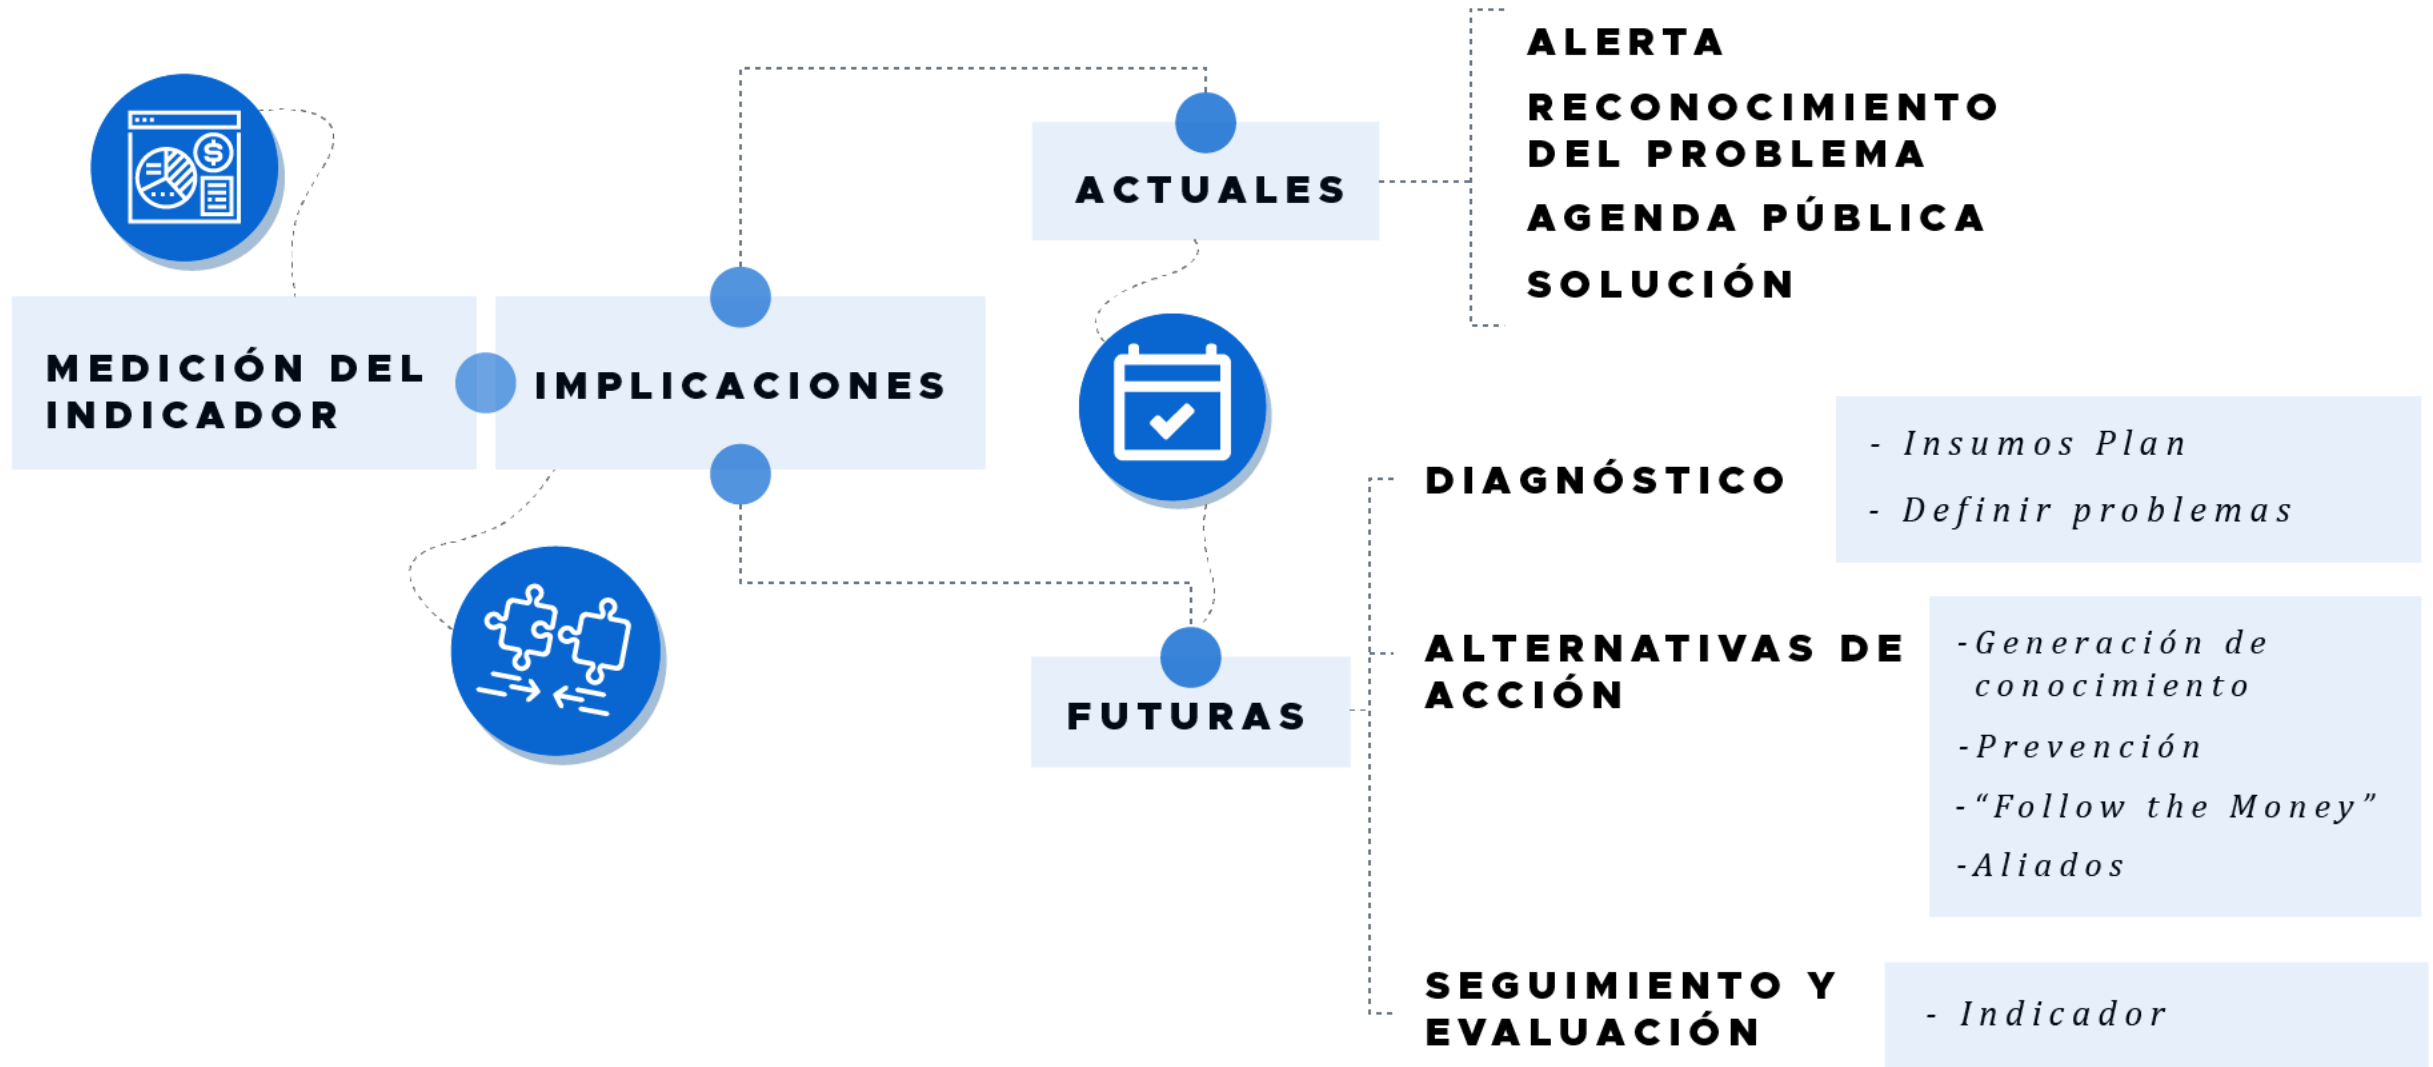 MEDICIÓN DEL
INDICADOR
IMPLICACIONES
ACTUALES
ALERTA
RECONOCIMIENTO
DEL PROBLEMA
AGENDA PÚBLICA
SOLUCIÓN
FUTURAS
DIAGNÓSTICO
- Insumos Plan
- Definir problemas
ALTERNATIVAS DE
ACCIÓN
-Generación de
conocimiento
-Prevención
-“Follow the Money”
-Aliados
SEGUIMIENTO Y
EVALUACIÓN
- Indicador